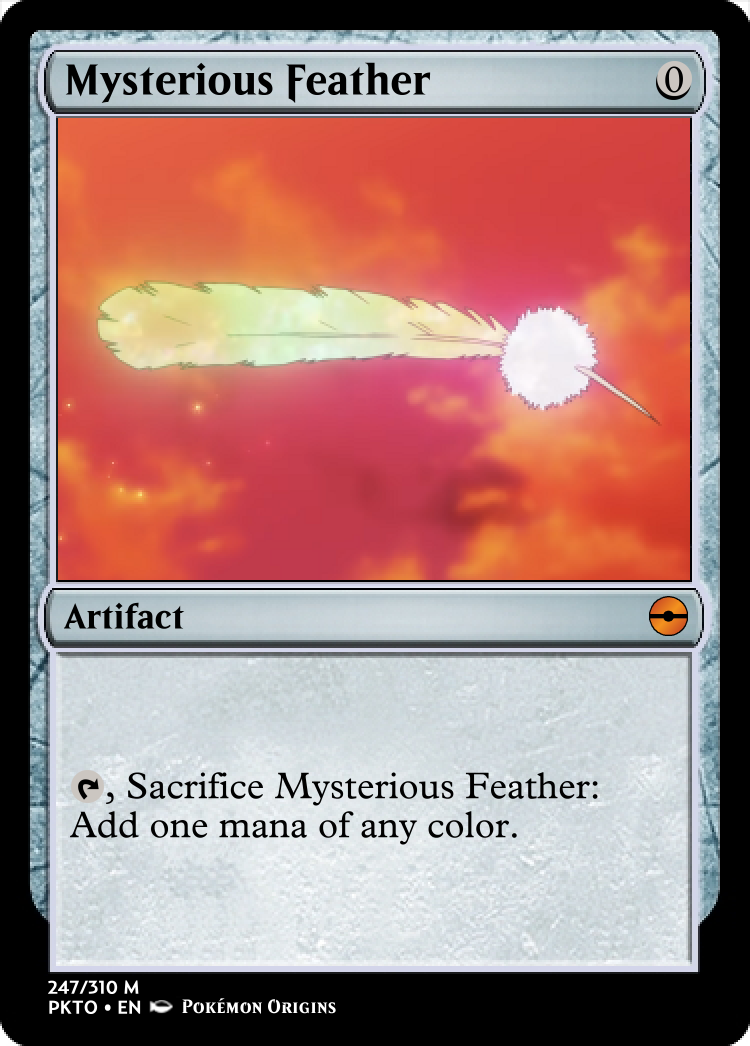 Mysterious Feather 0
Artifact
, Sacrifice Mysterious Feather:
Add one mana of any color.
247/310 M
PKTO • EN Pokémon Origins